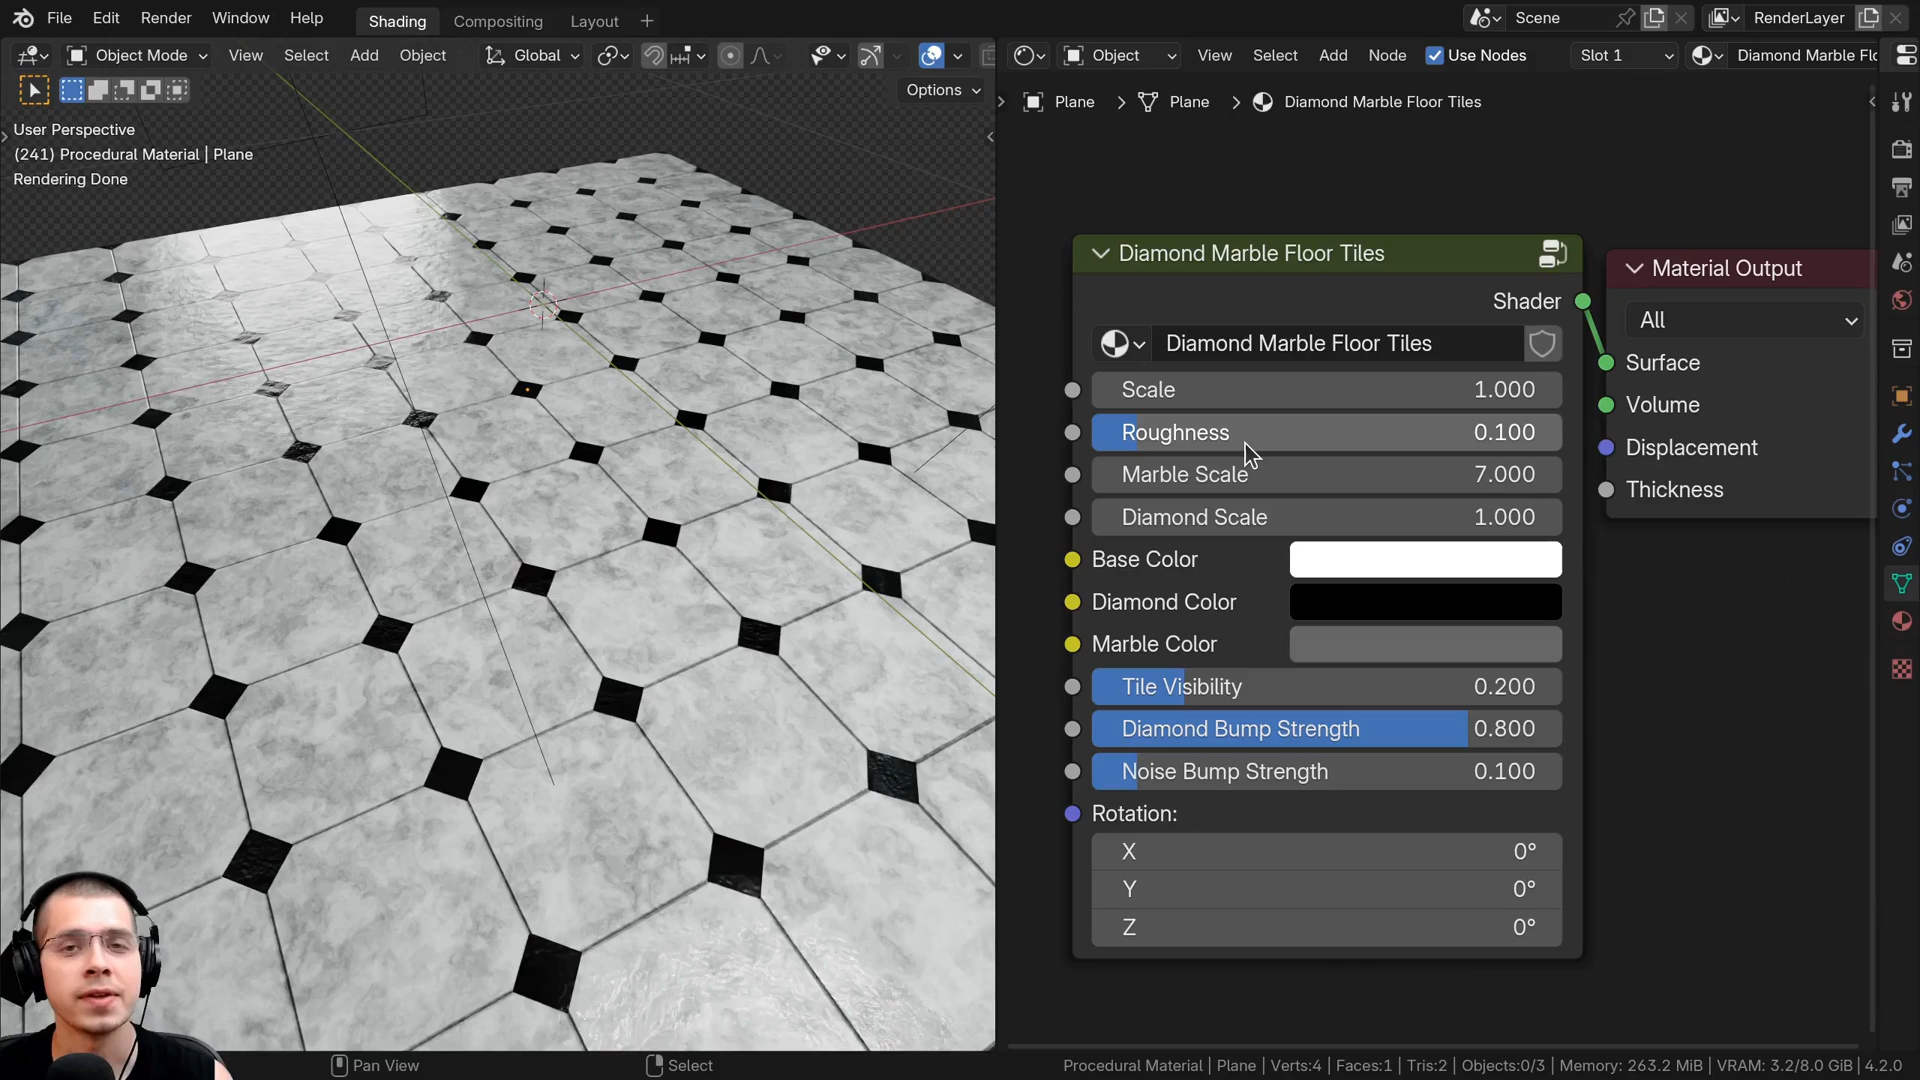 File Edit Render Window Help Shading Compositing Layout Scene RenderLayer
Object Mode View Select Add Object Global
Object View Select Add Node Use Nodes Slot 1 Diamond Marble Flo
Options
Plane Plane Diamond Marble Floor Tiles
User Perspective
(241) Procedural Material | Plane
Rendering Done
Diamond Marble Floor Tiles
Shader
Diamond Marble Floor Tiles
Scale 1.000
Roughness 0.100
Marble Scale 7.000
Diamond Scale 1.000
Base Color
Diamond Color
Marble Color
Tile Visibility 0.200
Diamond Bump Strength 0.800
Noise Bump Strength 0.100
Rotation:
X 0°
Y 0°
Z 0°
Material Output
All
Surface
Volume
Displacement
Thickness
Pan View Select
Procedural Material | Plane | Verts:4 | Faces:1 | Tris:2 | Objects:0/3 | Memory: 263.2 MiB | VRAM: 3.2/8.0 GiB | 4.2.0